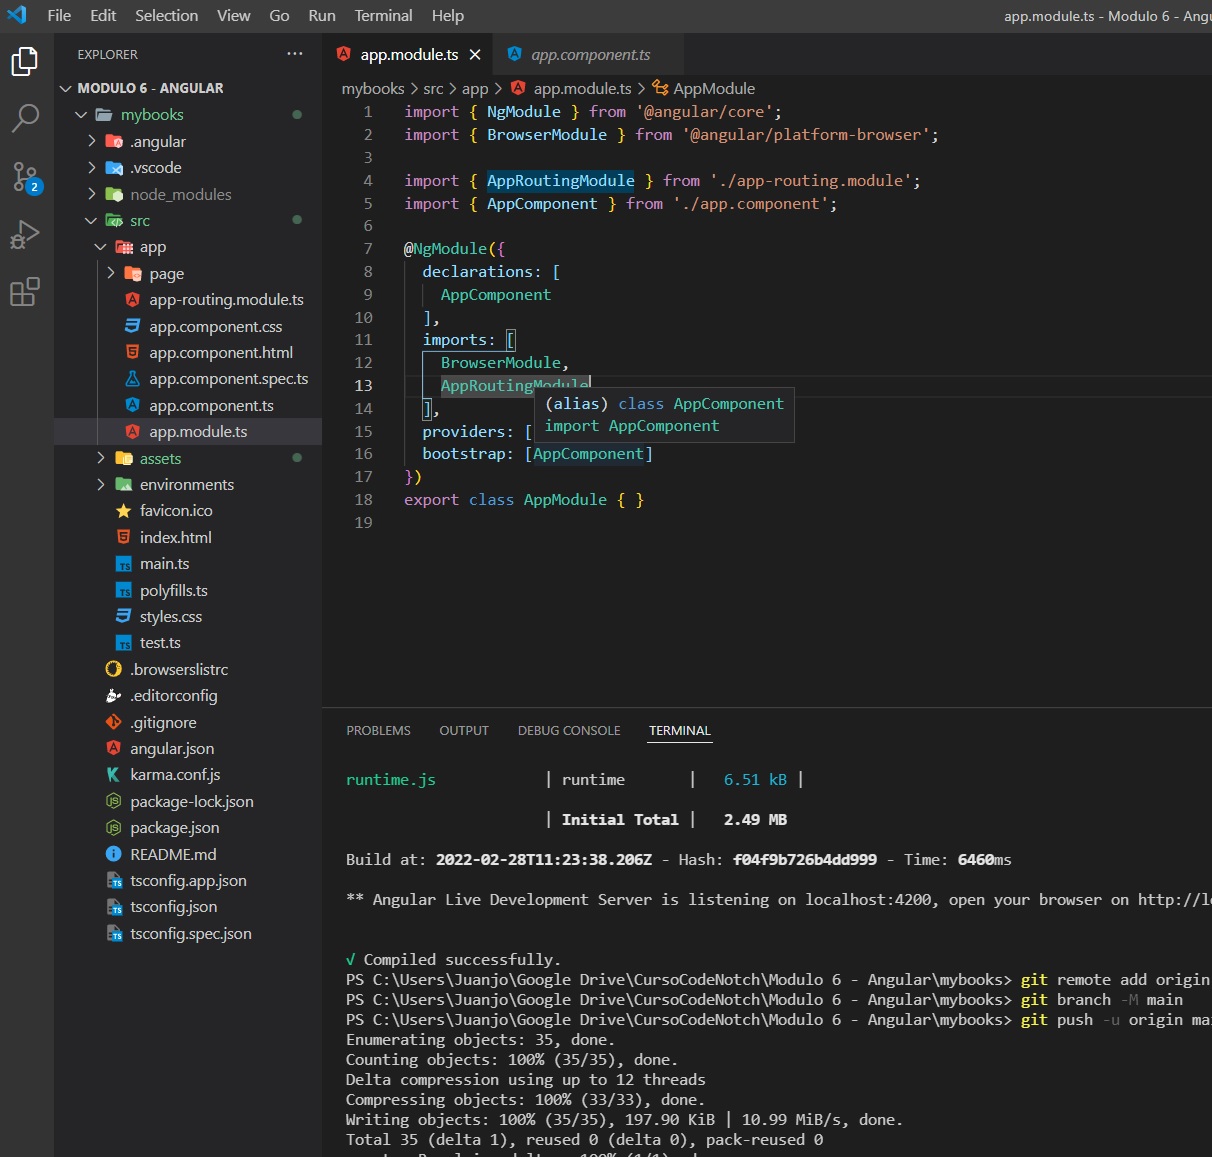 File Edit Selection View Go Run Terminal Help
app.module.ts - Modulo 6 - Ang
EXPLORER
MODULO 6 - ANGULAR
mybooks
.angular
.vscode
node_modules
src
app
page
app-routing.module.ts
app.component.css
app.component.html
app.component.spec.ts
app.component.ts
app.module.ts
assets
environments
favicon.ico
index.html
main.ts
polyfills.ts
styles.css
test.ts
.browserslistrc
.editorconfig
.gitignore
angular.json
karma.conf.js
package-lock.json
package.json
README.md
tsconfig.app.json
tsconfig.json
tsconfig.spec.json
2
app.module.ts
app.component.ts
mybooks > src > app > app.module.ts > AppModule
1 import { NgModule } from '@angular/core';
2 import { BrowserModule } from '@angular/platform-browser';
3
4 import { AppRoutingModule } from './app-routing.module';
5 import { AppComponent } from './app.component';
6
7 @NgModule({
8 declarations: [
9 AppComponent
10 ],
11 imports: [
12 BrowserModule,
13 AppRoutingModule
14 ],
15 providers: [
16 bootstrap: [AppComponent]
17 })
18 export class AppModule { }
19
(alias) class AppComponent
import AppComponent
PROBLEMS OUTPUT DEBUG CONSOLE TERMINAL
runtime.js | runtime | 6.51 kB |
| Initial Total | 2.49 MB
Build at: 2022-02-28T11:23:38.206Z - Hash: f04f9b726b4dd999 - Time: 6460ms
** Angular Live Development Server is listening on localhost:4200, open your browser on http://l
√ Compiled successfully.
PS C:\Users\Juanjo\Google Drive\CursoCodeNotch\Modulo 6 - Angular\mybooks> git remote add origin
PS C:\Users\Juanjo\Google Drive\CursoCodeNotch\Modulo 6 - Angular\mybooks> git branch -M main
PS C:\Users\Juanjo\Google Drive\CursoCodeNotch\Modulo 6 - Angular\mybooks> git push -u origin ma
Enumerating objects: 35, done.
Counting objects: 100% (35/35), done.
Delta compression using up to 12 threads
Compressing objects: 100% (33/33), done.
Writing objects: 100% (35/35), 197.90 KiB | 10.99 MiB/s, done.
Total 35 (delta 1), reused 0 (delta 0), pack-reused 0